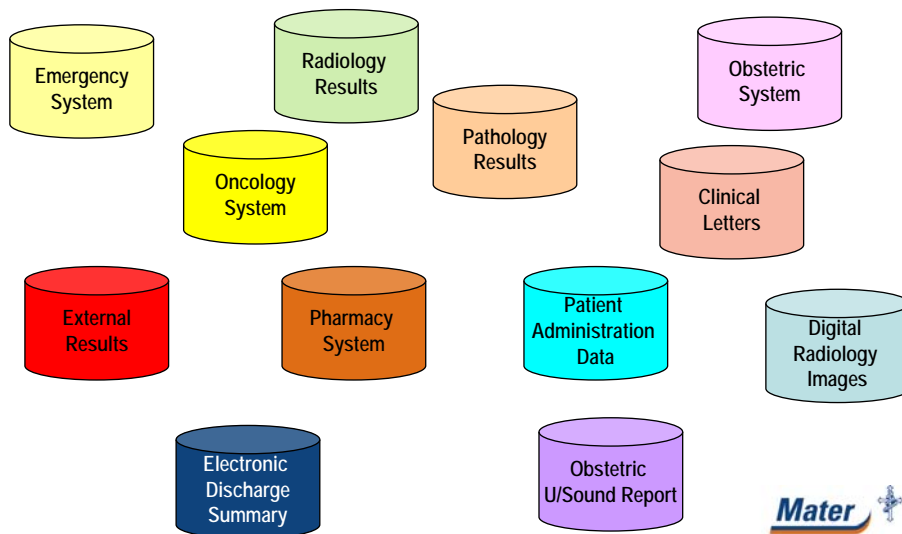 Emergency
System
Radiology
Results
Obstetric
System
Pathology
Results
Oncology
System
Clinical
Letters
External
Results
Pharmacy
System
Patient
Administration
Data
Digital
Radiology
Images
Electronic
Discharge
Summary
Obstetric
U/Sound Report
Mater